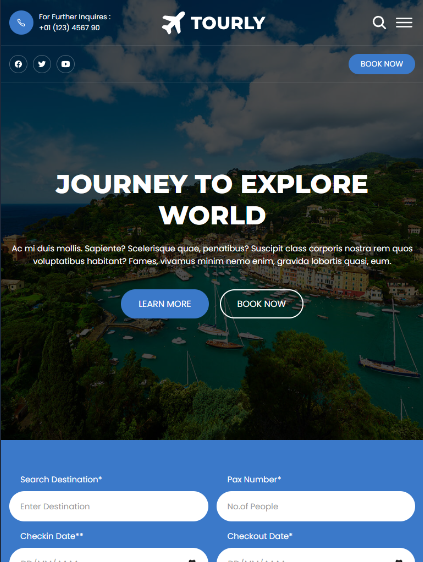 For Further Inquires :
+01 (123) 4567 90
TOURLY
BOOK NOW
JOURNEY TO EXPLORE
WORLD
Ac mi duis mollis. Sapiente? Scelerisque quae, penatibus? Suscipit class corporis nostra rem quos
voluptatibus habitant? Fames, vivamus minim nemo enim, gravida lobortis quasi, eum.
LEARN MORE
BOOK NOW
Search Destination*
Pax Number*
Enter Destination
No.of People
Checkin Date**
Checkout Date*